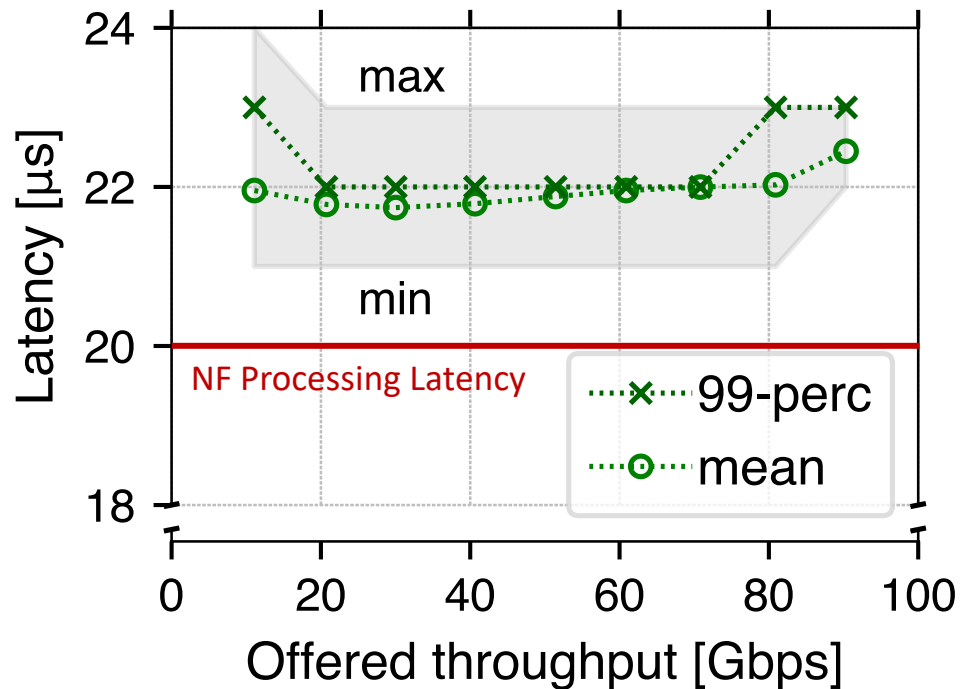 24
22
20
18
Latency [µs]
max
min
NF Processing Latency
99-perc
mean
0 20 40 60 80 100
Offered throughput [Gbps]